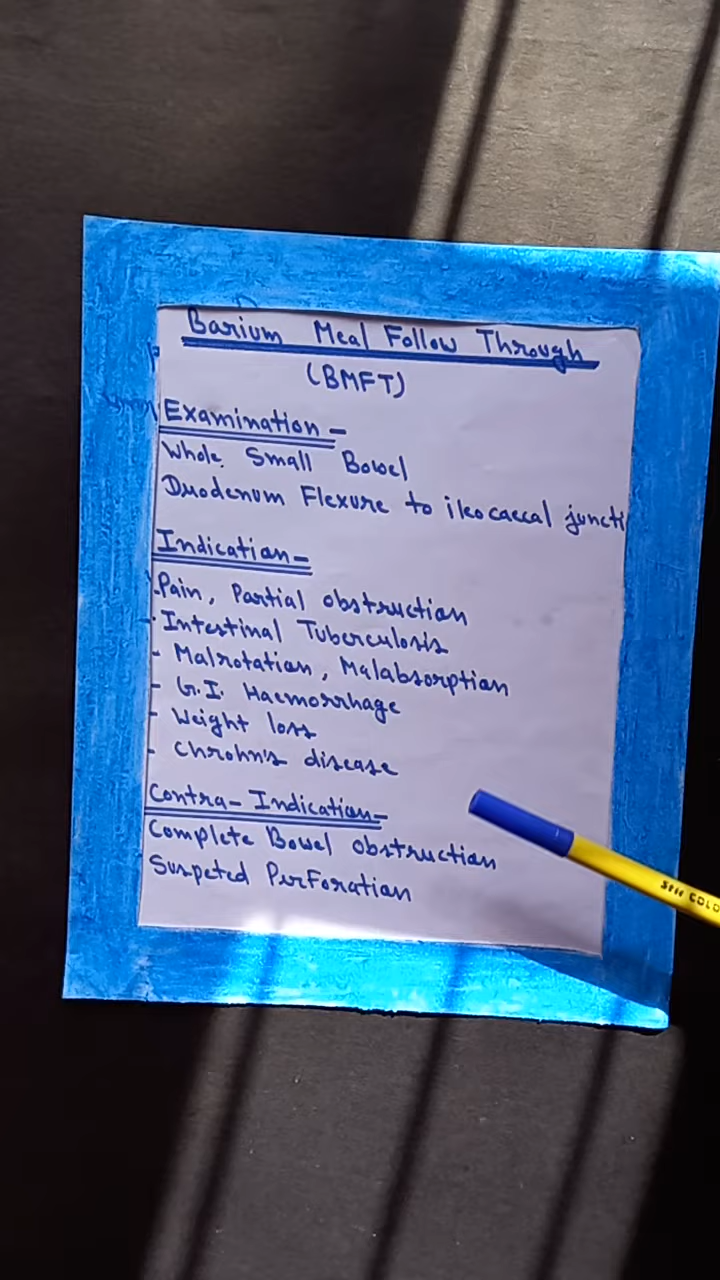 Barium Meal Follow Through
(BMFT)
Examination -
Whole Small Bowel
Duodenum Flexure to ileocaecal juncti
Indication -
- Pain, Partial obstruction
- Intestinal Tuberculosis
- Malrotation, Malabsorption
- G.I. Haemorrhage
- Weight loss
- Chrohn's disease
Contra-Indication -
Complete Bowel obstruction
Suspeted PerForation